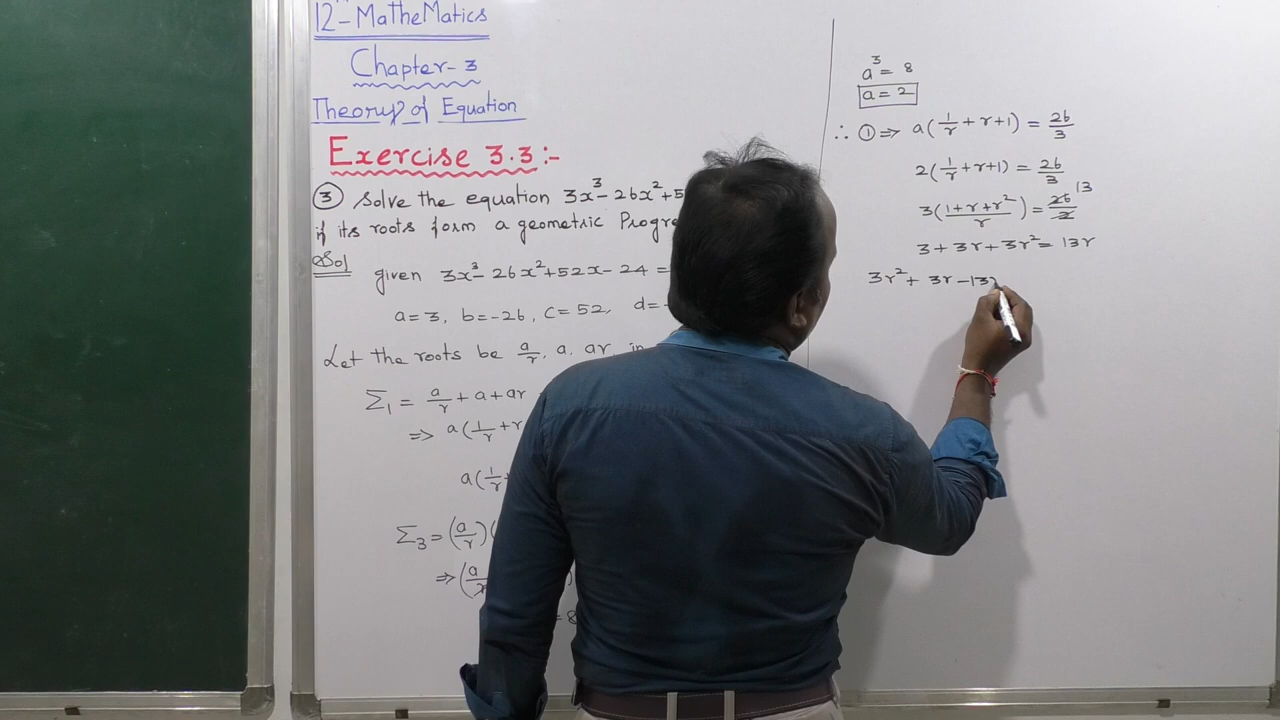 12th - MatheMatics
Chapter - 3
Theory of Equation
Exercise 3.3 :-
③ Solve the equation 3x³ - 26x² + 5
if its roots form a geometric Progre
Sol
given 3x³ - 26x² + 52x - 24 =
a = 3, b = -26, c = 52, d = -
Let the roots be a/r, a, ar, in
Σ₁ = a/r + a + ar
⇒ a(1/r + r
a(1/r
Σ₃ = (a/r)(
⇒ (a/r
= 8
a³ = 8
a = 2
∴ ① ⇒ a(1/r + r + 1) = 26/3
2(1/r + r + 1) = 26/3
3((1 + r + r²)/r) = 26/2 13
3 + 3r + 3r² = 13r
3r² + 3r - 13r